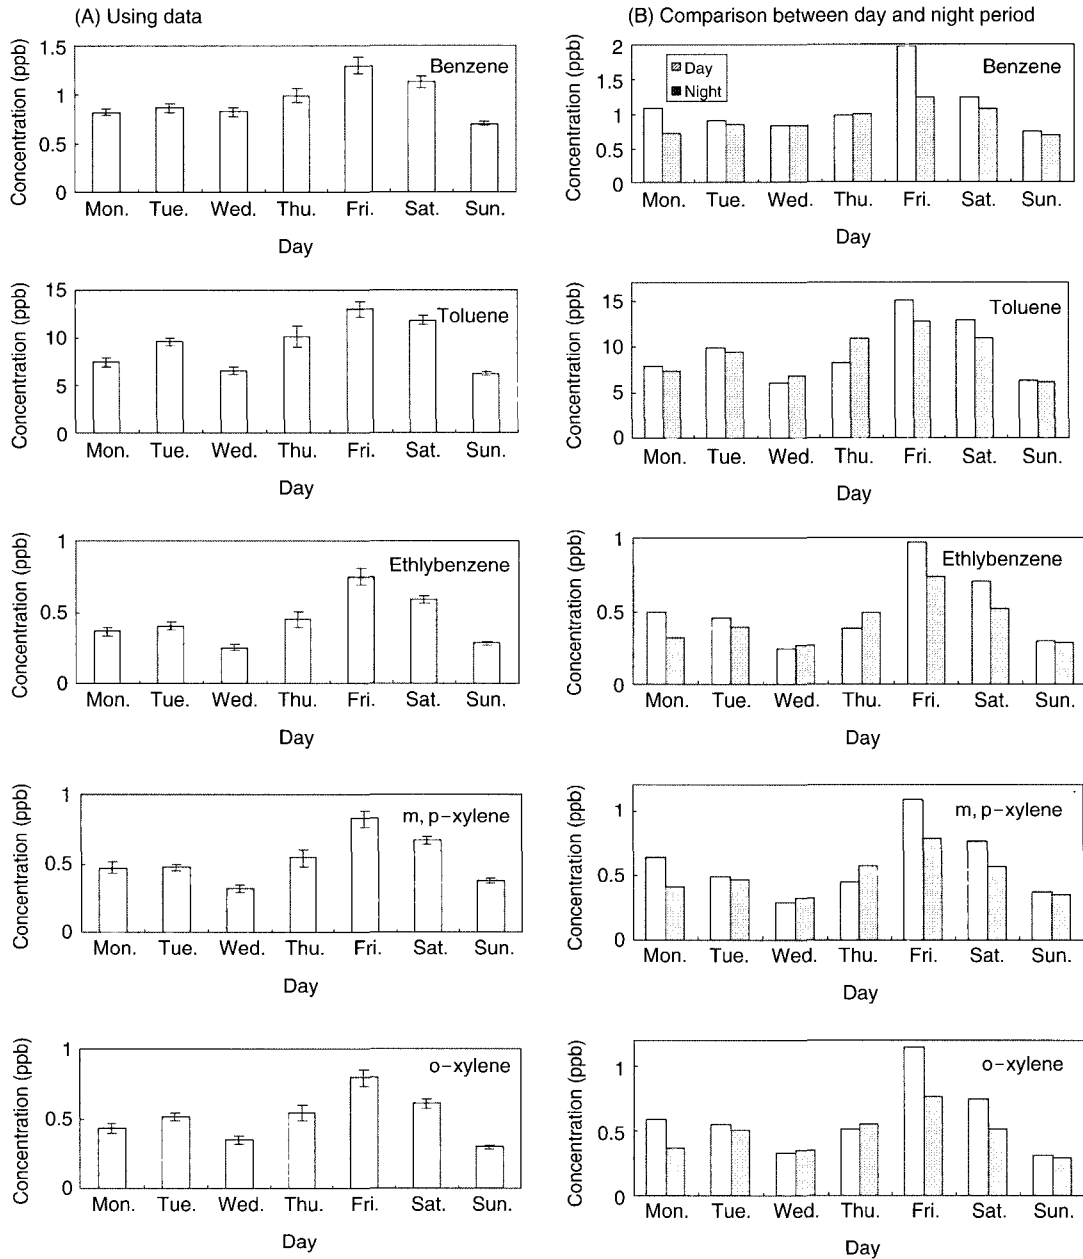 (A) Using data
Concentration (ppb)
1.5
1
0.5
0
Benzene
Mon. Tue. Wed. Thu. Fri. Sat. Sun.
Day
Concentration (ppb)
15
10
5
0
Toluene
Mon. Tue. Wed. Thu. Fri. Sat. Sun.
Day
Concentration (ppb)
1
0.5
0
Ethlybenzene
Mon. Tue. Wed. Thu. Fri. Sat. Sun.
Day
Concentration (ppb)
1
0.5
0
m, p-xylene
Mon. Tue. Wed. Thu. Fri. Sat. Sun.
Day
Concentration (ppb)
1
0.5
0
o-xylene
Mon. Tue. Wed. Thu. Fri. Sat. Sun.
Day
(B) Comparison between day and night period
Concentration (ppb)
2
1.5
1
0.5
0
Day
Night
Benzene
Mon. Tue. Wed. Thu. Fri. Sat. Sun.
Day
Concentration (ppb)
15
10
5
0
Toluene
Mon. Tue. Wed. Thu. Fri. Sat. Sun.
Day
Concentration (ppb)
1
0.5
0
Ethylybenzene
Mon. Tue. Wed. Thu. Fri. Sat. Sun.
Day
Concentration (ppb)
1
0.5
0
m, p-xylene
Mon. Tue. Wed. Thu. Fri. Sat. Sun.
Day
Concentration (ppb)
1
0.5
0
o-xylene
Mon. Tue. Wed. Thu. Fri. Sat. Sun.
Day